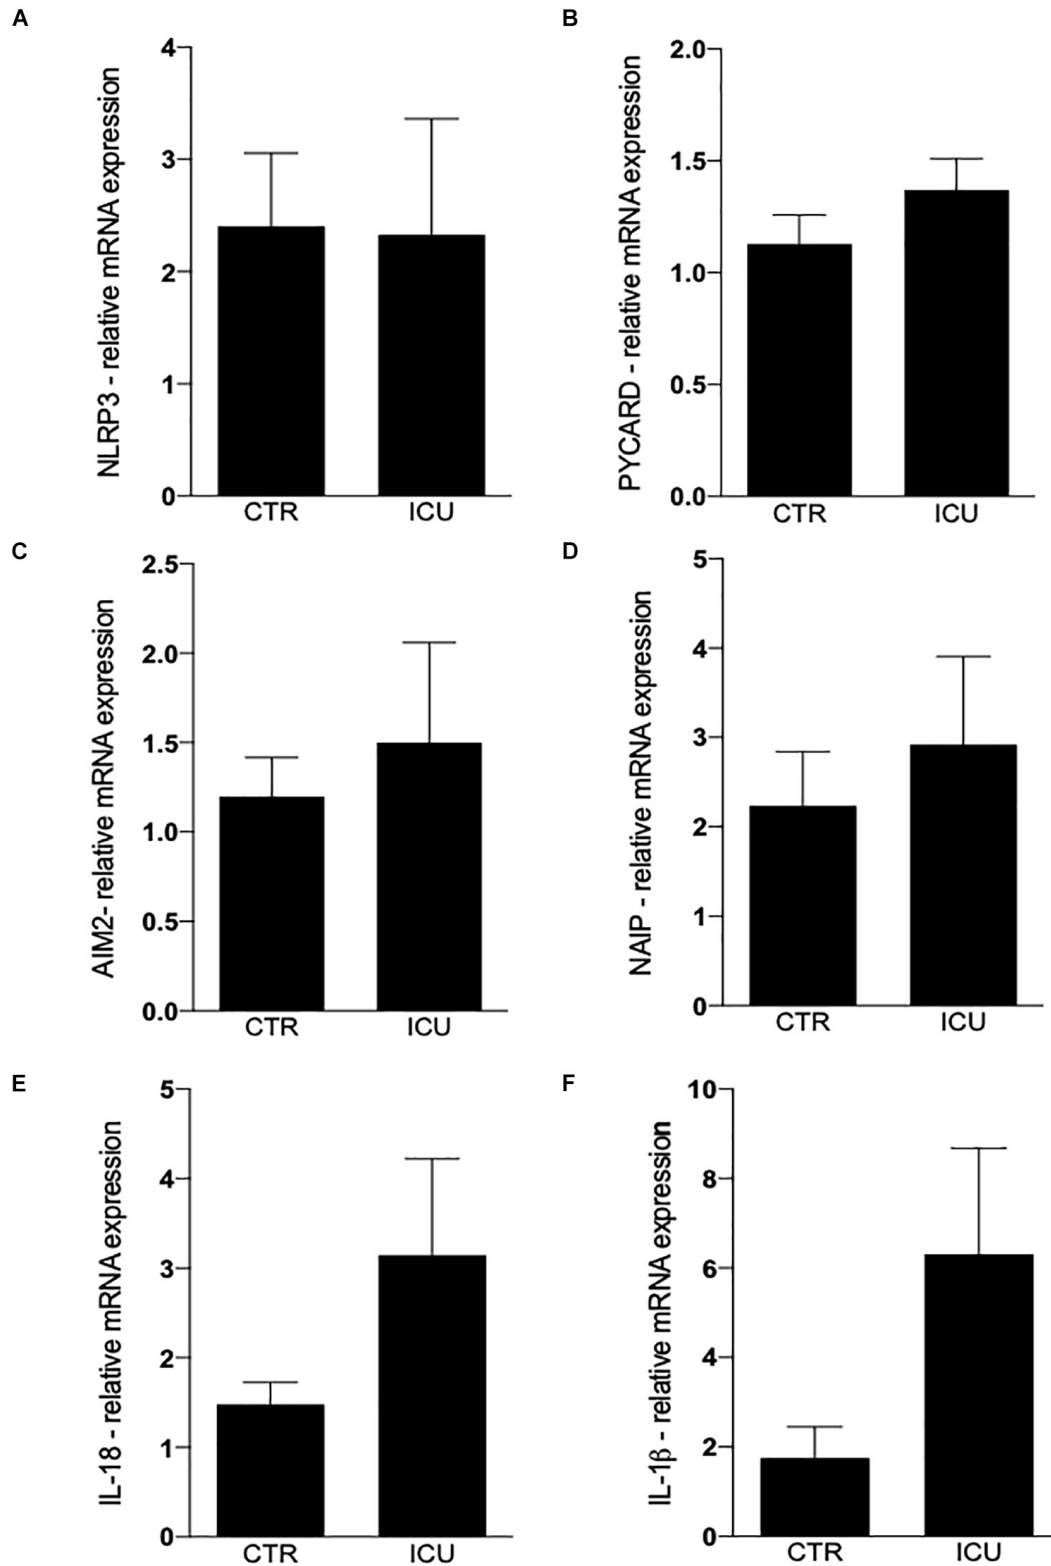 A
NLRP3 - relative mRNA expression
4
3
2
1
0
CTR ICU
B
PYCARD - relative mRNA expression
2.0
1.5
1.0
0.5
0.0
CTR ICU
C
AIM2- relative mRNA expression
2.5
2.0
1.5
1.0
0.5
0.0
CTR ICU
D
NAIP - relative mRNA expression
5
4
3
2
1
0
CTR ICU
E
IL-18 - relative mRNA expression
5
4
3
2
1
0
CTR ICU
F
IL-1β - relative mRNA expression
10
8
6
4
2
0
CTR ICU